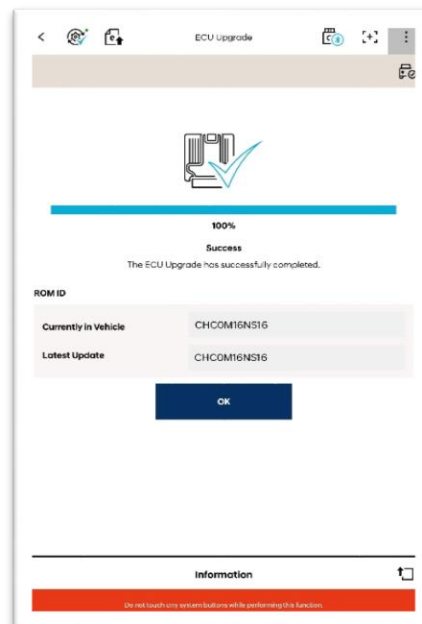 ECU Upgrade
100%
Success
The ECU Upgrade has successfully completed.
ROM ID
Currently in Vehicle CHC0M16NS16
Latest Update CHC0M16NS16
OK
Information
Do not touch any system buttons while performing this function.